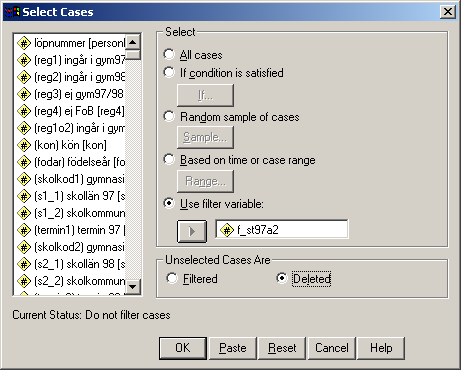 Select Cases
löpnummer [personl
(reg1) ingår i gym97
(reg2) ingår i gym98
(reg3) ej gym97/98
(reg4) ej FoB [reg4]
(reg1o2) ingår i gym
(kon) kön [kon]
(fodar) födelseår [fo
(skolkod1) gymnasi
(s1_1) skollän 97 [s
(s2_1) skolkommun
(termin1) termin 97 [
(skolkod2) gymnasi
(s1_2) skollän 98 [s
(s2_2) skolkommun
Select
All cases
If condition is satisfied
If...
Random sample of cases
Sample...
Based on time or case range
Range...
Use filter variable:
f_st97a2
Unselected Cases Are
Filtered
Deleted
Current Status: Do not filter cases
OK
Paste
Reset
Cancel
Help